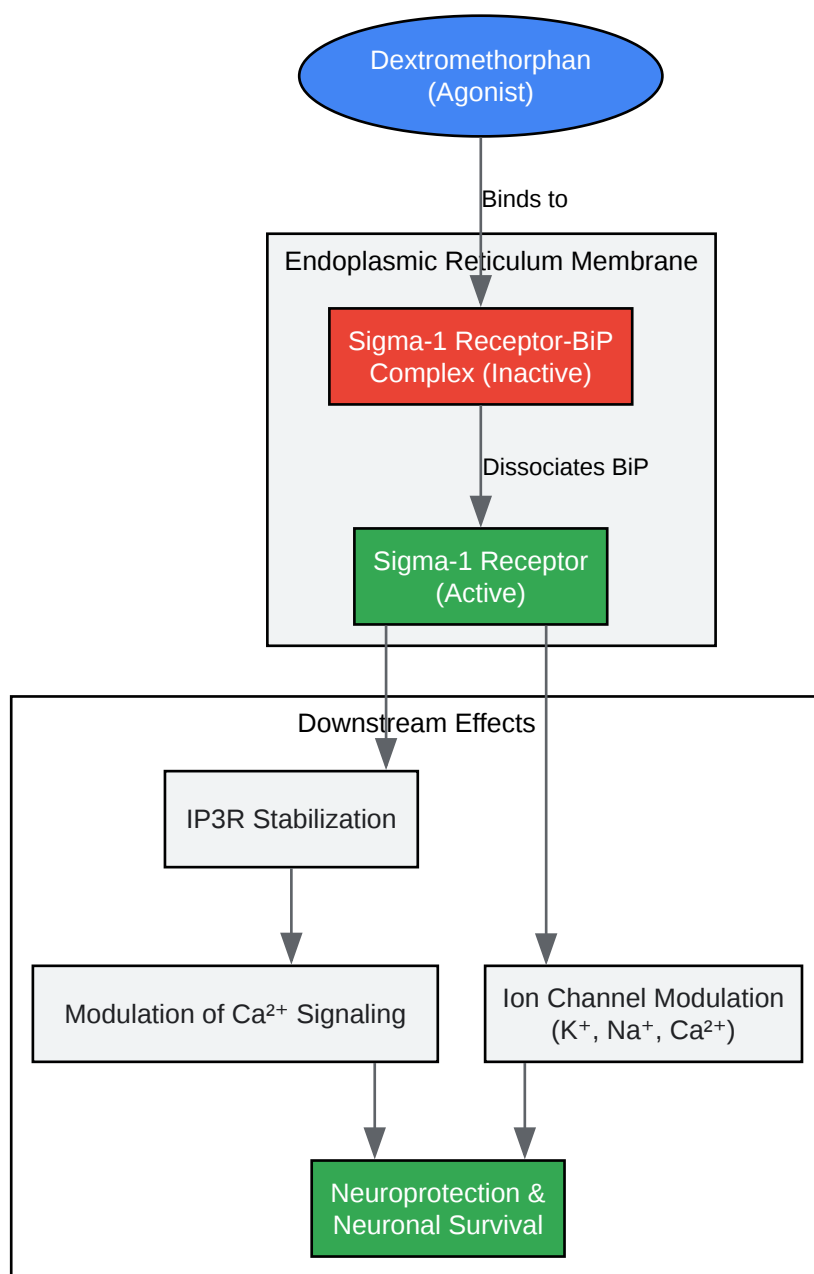 Dextromethorphan
(Agonist)
Binds to
Endoplasmic Reticulum Membrane
Sigma-1 Receptor-BiP
Complex (Inactive)
Dissociates BiP
Sigma-1 Receptor
(Active)
Downstream Effects
IP3R Stabilization
Modulation of Ca²⁺ Signaling
Ion Channel Modulation
(K⁺, Na⁺, Ca²⁺)
Neuroprotection &
Neuronal Survival